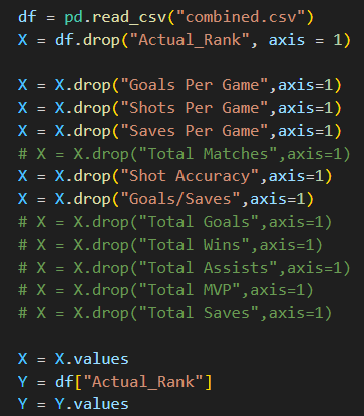 df = pd.read_csv("combined.csv")
X = df.drop("Actual_Rank", axis = 1)
X = X.drop("Goals Per Game",axis=1)
X = X.drop("Shots Per Game",axis=1)
X = X.drop("Saves Per Game",axis=1)
# X = X.drop("Total Matches",axis=1)
X = X.drop("Shot Accuracy",axis=1)
X = X.drop("Goals/Saves",axis=1)
# X = X.drop("Total Goals",axis=1)
# X = X.drop("Total Wins",axis=1)
# X = X.drop("Total Assists",axis=1)
# X = X.drop("Total MVP",axis=1)
# X = X.drop("Total Saves",axis=1)
X = X.values
Y = df["Actual_Rank"]
Y = Y.values